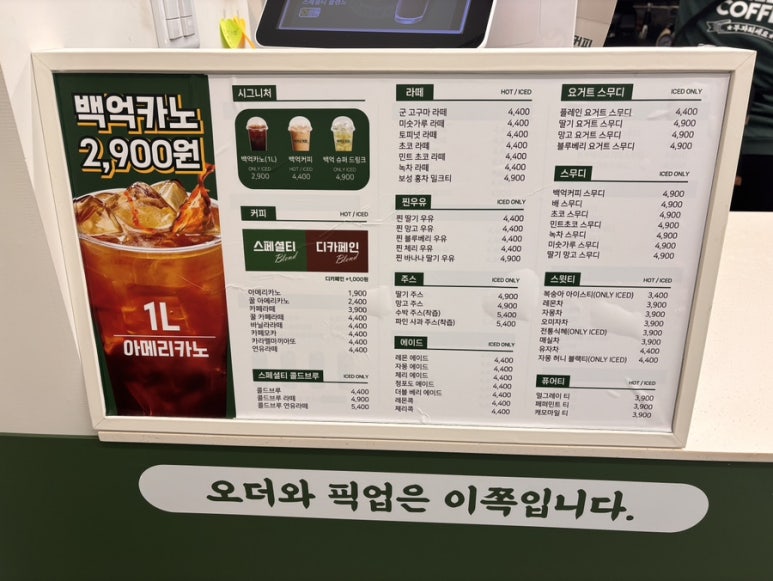 COFFEE
커피
백억카노
2,900원
1L
아메리카노
시그니처
백억카노(1L) 백억커피 백억 슈퍼 드링크
ONLY ICED HOT / ICED ONLY ICED
2,900 4,400 4,900
커피 HOT / ICED
스페셜티 Blend 디카페인 Blend
디카페인 +1,000원
아메리카노 1,900
꿀 아메리카노 2,400
카페라떼 3,900
꿀 카페라떼 4,400
바닐라라떼 4,400
카페모카 4,400
카라멜마끼아또 4,400
연유라떼 4,400
스페셜티 콜드브루 ICED ONLY
콜드브루 4,400
콜드브루 라떼 4,900
콜드브루 연유라떼 5,400
라떼 HOT / ICED
군 고구마 라떼 4,400
미숫가루 라떼 4,400
토피넛 라떼 4,400
초코 라떼 4,400
민트 초코 라떼 4,400
녹차 라떼 4,400
보성 홍차 밀크티 4,900
찐우유 ICED ONLY
찐 딸기 우유 4,400
찐 망고 우유 4,400
찐 블루베리 우유 4,400
찐 체리 우유 4,400
찐 바나나 딸기 우유 4,900
주스 ICED ONLY
딸기 주스 4,900
망고 주스 4,900
수박 주스(착즙) 5,400
파인 사과 주스(착즙) 5,400
에이드 ICED ONLY
레몬 에이드 4,400
자몽 에이드 4,400
체리 에이드 4,400
청포도 에이드 4,400
더블 베리 에이드 4,400
레몬콕 4,400
체리콕 4,400
요거트 스무디 ICED ONLY
플레인 요거트 스무디 4,400
딸기 요거트 스무디 4,900
망고 요거트 스무디 4,900
블루베리 요거트 스무디 4,900
스무디 ICED ONLY
백억커피 스무디 4,900
배 스무디 4,900
초코 스무디 4,900
민트초코 스무디 4,900
녹차 스무디 4,900
미숫가루 스무디 4,900
딸기 망고 스무디 4,900
스윗티 HOT / ICED
복숭아 아이스티(ONLY ICED) 3,400
레몬차 4,400
자몽차 4,400
오미자차 4,400
전통식혜(ONLY ICED) 4,400
매실차 4,400
유자차 4,400
자몽 허니 블랙티(ONLY ICED) 4,400
퓨어티 HOT / ICED
얼그레이 티 3,900
페퍼민트 티 3,900
캐모마일 티 3,900
오더와 픽업은 이쪽입니다.